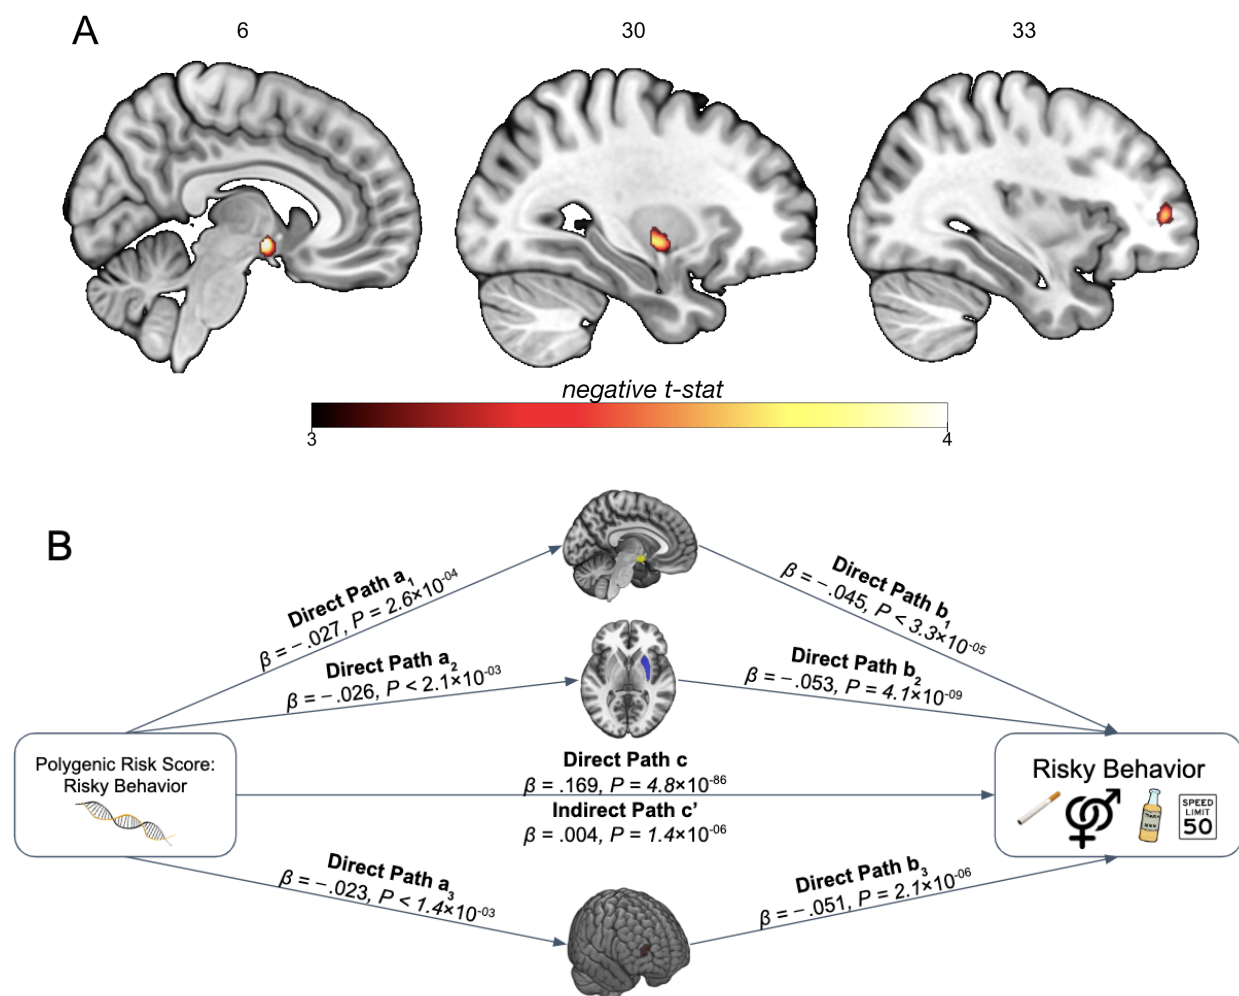 A
6
30
33
negative t-stat
3
4
B
Direct Path a₁
β = −.027, P = 2.6×10⁻⁰⁴
Direct Path b₁
β = −.045, P < 3.3×10⁻⁰⁵
Direct Path a₂
β = −.026, P < 2.1×10⁻⁰³
Direct Path b₂
β = −.053, P = 4.1×10⁻⁰⁹
Polygenic Risk Score:
Risky Behavior
Direct Path c
β = .169, P = 4.8×10⁻⁸⁶
Indirect Path c’
β = .004, P = 1.4×10⁻⁰⁶
Risky Behavior
SPEED
LIMIT
50
Direct Path a₃
β = −.023, P < 1.4×10⁻⁰³
Direct Path b₃
β = −.051, P = 2.1×10⁻⁰⁶